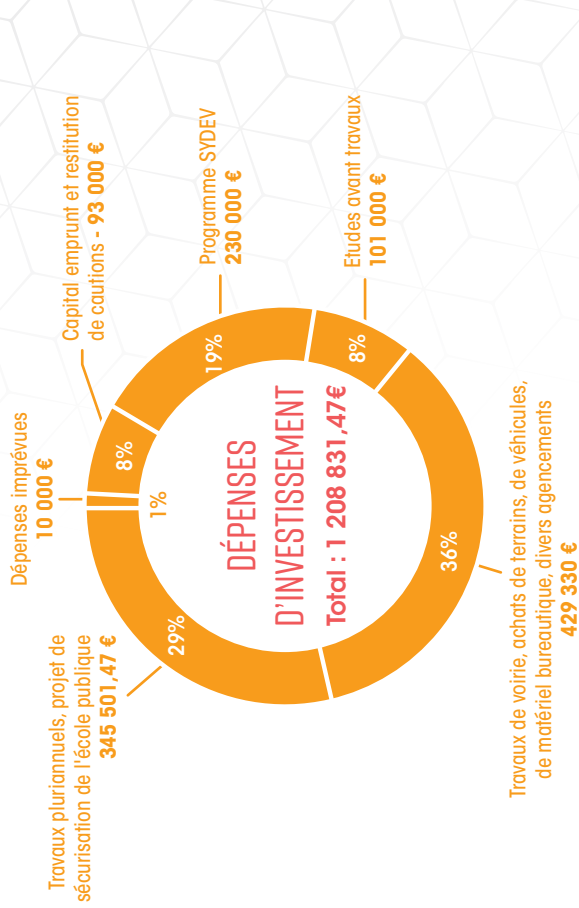 DÉPENSES
D'INVESTISSEMENT
Total : 1 208 831,47€
Dépenses imprévues
10 000 €
1%
Capital emprunt et restitution
de cautions - 93 000 €
8%
Programme SYDEV
230 000 €
19%
Etudes avant travaux
101 000 €
8%
Travaux de voirie, achats de terrains, de véhicules,
de matériel bureautique, divers agencements
429 330 €
36%
Travaux pluriannuels, projet de
sécurisation de l'école publique
345 501,47 €
29%